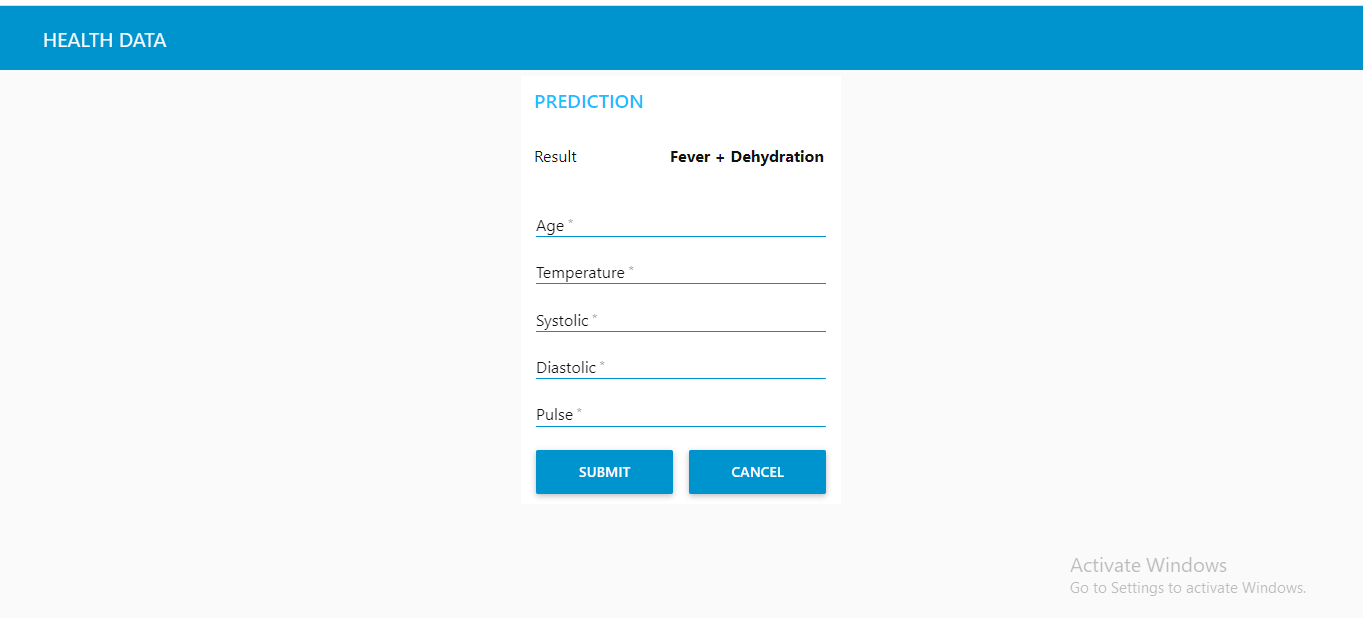 HEALTH DATA
PREDICTION
Result Fever + Dehydration
Age *
Temperature *
Systolic *
Diastolic *
Pulse *
SUBMIT CANCEL
Activate Windows
Go to Settings to activate Windows.